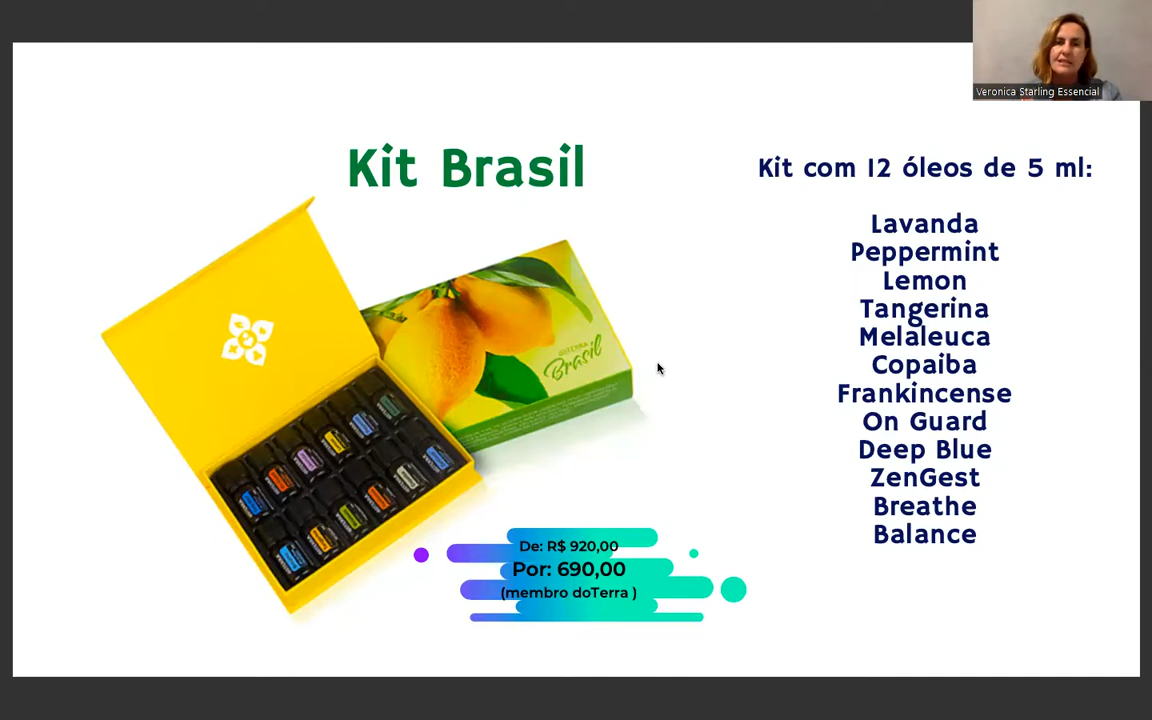 Veronica Starling Essencial
Kit Brasil
Kit com 12 óleos de 5 ml:
Lavanda
Peppermint
Lemon
Tangerina
Melaleuca
Copaiba
Frankincense
On Guard
Deep Blue
ZenGest
Breathe
Balance
DOTERRA
Brasil
De: R$ 920,00
Por: 690,00
(membro doTerra )